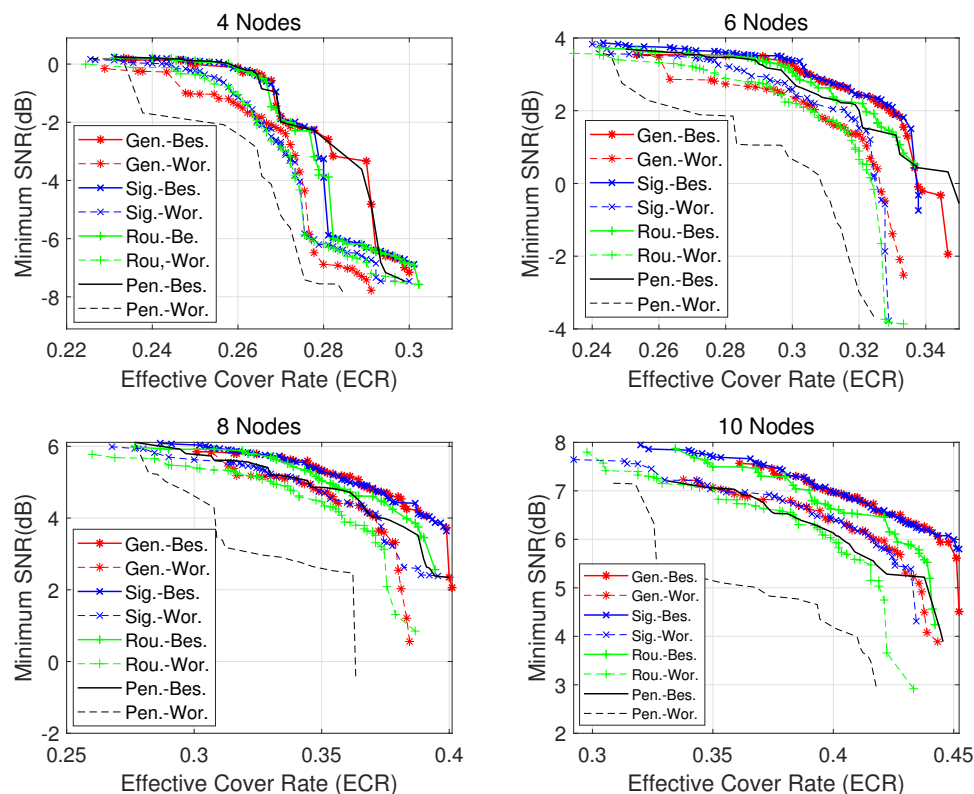 4 Nodes
Minimum SNR(dB)
0
-2
-4
-6
-8
Gen.-Bes.
Gen.-Wor.
Sig.-Bes.
Sig.-Wor.
Rou.-Be.
Rou,-Wor.
Pen.-Bes.
Pen.-Wor.
0.22 0.24 0.26 0.28 0.3
Effective Cover Rate (ECR)
6 Nodes
Minimum SNR(dB)
4
2
0
-2
-4
Gen.-Bes.
Gen.-Wor.
Sig.-Bes.
Sig.-Wor.
Rou.-Bes.
Rou.-Wor.
Pen.-Bes.
Pen.-Wor.
0.24 0.26 0.28 0.3 0.32 0.34
Effective Cover Rate (ECR)
8 Nodes
Minimum SNR(dB)
6
4
2
0
-2
Gen.-Bes.
Gen.-Wor.
Sig.-Bes.
Sig.-Wor.
Rou.-Bes.
Rou.-Wor.
Pen.-Bes.
Pen.-Wor.
0.25 0.3 0.35 0.4
Effective Cover Rate (ECR)
10 Nodes
Minimum SNR(dB)
8
7
6
5
4
3
2
Gen.-Bes.
Gen.-Wor.
Sig.-Bes.
Sig.-Wor.
Rou.-Bes.
Rou.-Wor.
Pen.-Bes.
Pen.-Wor.
0.3 0.35 0.4 0.45
Effective Cover Rate (ECR)